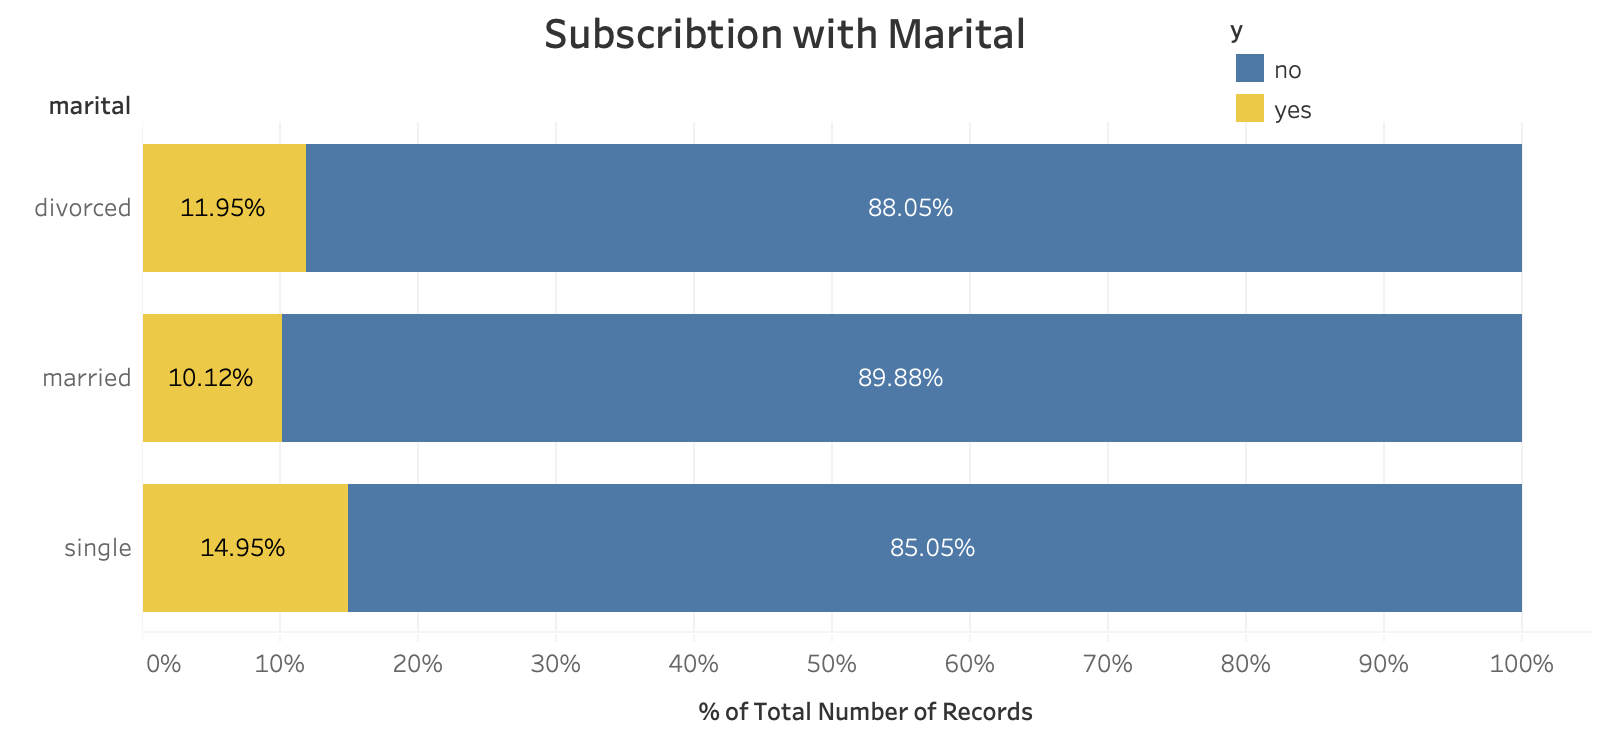 Subscribtion with Marital
y
no
yes
marital
divorced
11.95%
88.05%
married
10.12%
89.88%
single
14.95%
85.05%
0% 10% 20% 30% 40% 50% 60% 70% 80% 90% 100%
% of Total Number of Records